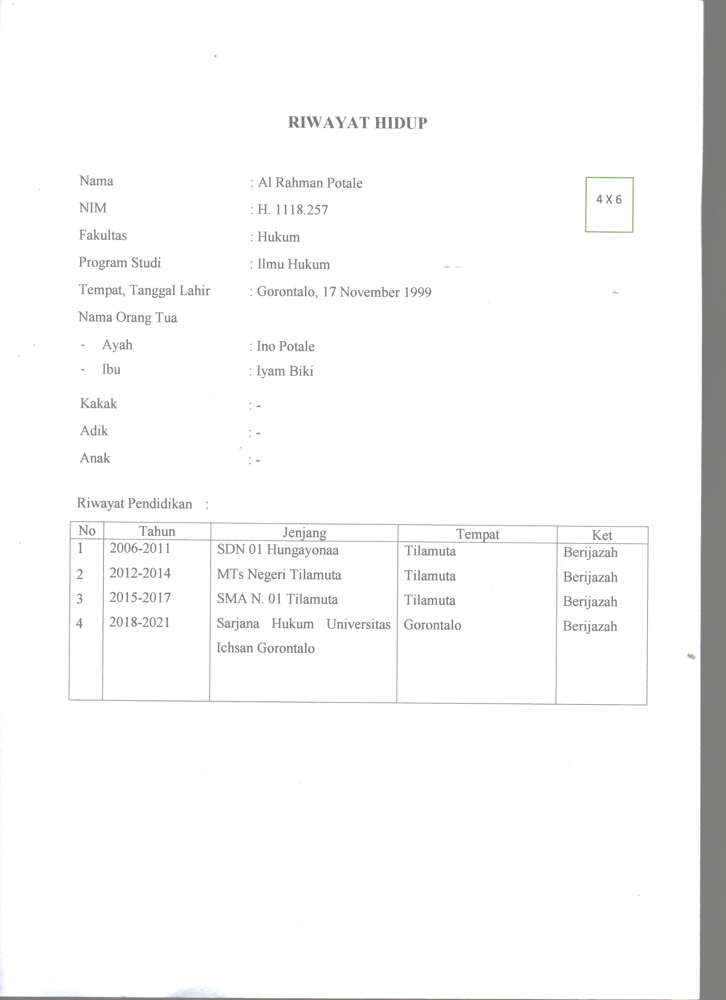 RIWAYAT HIDUP
Nama : Al Rahman Potale
4 X 6
NIM : H. 1118.257
Fakultas : Hukum
Program Studi : Ilmu Hukum
Tempat, Tanggal Lahir : Gorontalo, 17 November 1999
Nama Orang Tua
- Ayah : Ino Potale
- Ibu : Iyam Biki
Kakak : -
Adik : -
Anak : -
Riwayat Pendidikan :
No Tahun Jenjang Tempat Ket
1 2006-2011 SDN 01 Hungayonaa Tilamuta Berijazah
2 2012-2014 MTs Negeri Tilamuta Tilamuta Berijazah
3 2015-2017 SMA N. 01 Tilamuta Tilamuta Berijazah
4 2018-2021 Sarjana Hukum Universitas Gorontalo Berijazah
Ichsan Gorontalo